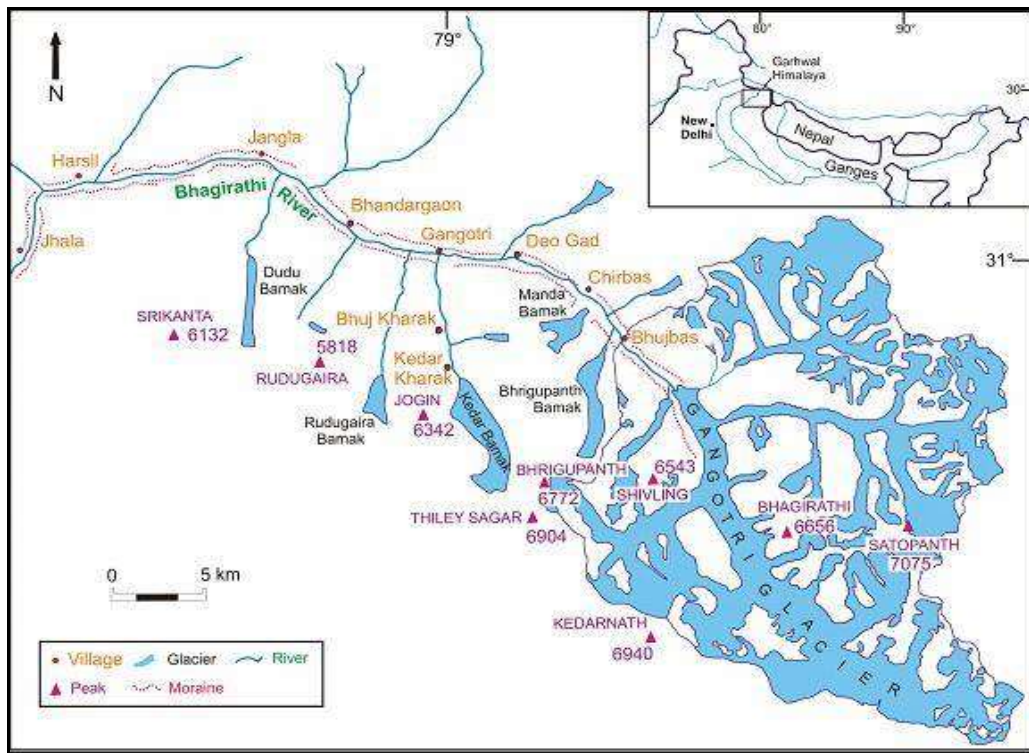 79°
80°
90°
Garhwal
Himalaya
30°
New
Delhi
Nepal
Ganges
N
Harsil
Jangla
Bhagirathi
River
Bhandargaon
Jhala
Gangotri
Deo Gad
31°
Dudu
Bamak
Chirbas
Manda
Bamak
SRIKANTA
6132
Bhuj Kharak
Bhujbas
5818
RUDUGAIRA
Kedar
Kharak
Bhrigupanth
Bamak
JOGIN
6342
Rudugaira
Bamak
Kedar Bamak
GANGOTRI GLACIER
BHRIGUPANTH
6772
6543
SHIVLING
THILEY SAGAR
6904
BHAGIRATHI
6656
SATOPANTH
7075
0 5 km
KEDARNATH
6940
Village Glacier River
Peak Moraine